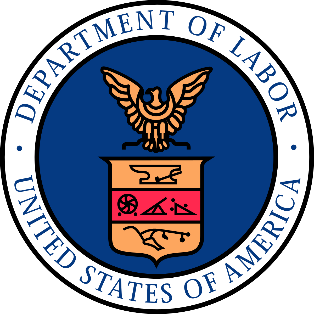 DEPARTMENT OF LABOR
UNITED STATES OF AMERICA